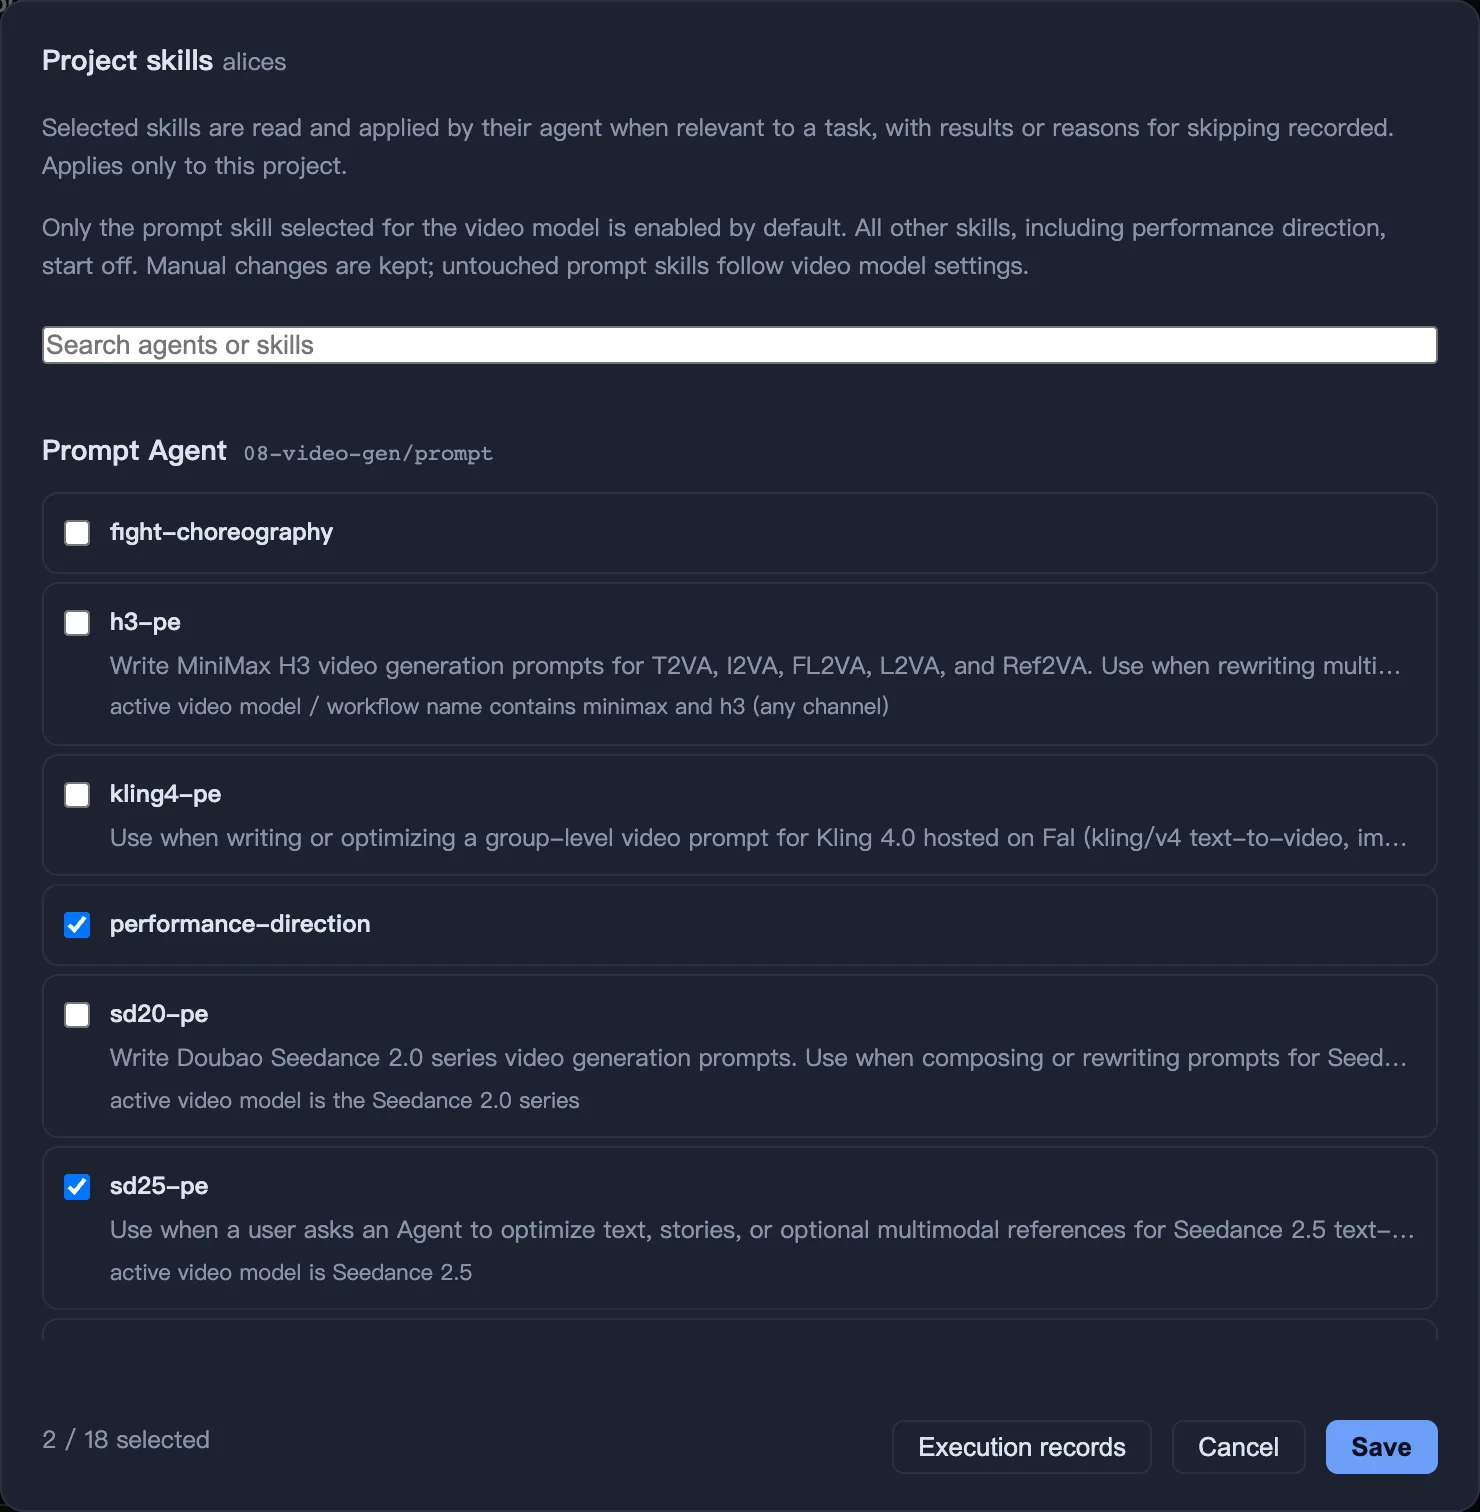 Project skills alices
Selected skills are read and applied by their agent when relevant to a task, with results or reasons for skipping recorded.
Applies only to this project.
Only the prompt skill selected for the video model is enabled by default. All other skills, including performance direction,
start off. Manual changes are kept; untouched prompt skills follow video model settings.
Search agents or skills
Prompt Agent 08-video-gen/prompt
fight-choreography
h3-pe
Write MiniMax H3 video generation prompts for T2VA, I2VA, FL2VA, L2VA, and Ref2VA. Use when rewriting multi...
active video model / workflow name contains minimax and h3 (any channel)
kling4-pe
Use when writing or optimizing a group-level video prompt for Kling 4.0 hosted on Fal (kling/v4 text-to-video, im...
performance-direction
sd20-pe
Write Doubao Seedance 2.0 series video generation prompts. Use when composing or rewriting prompts for Seed...
active video model is the Seedance 2.0 series
sd25-pe
Use when a user asks an Agent to optimize text, stories, or optional multimodal references for Seedance 2.5 text-...
active video model is Seedance 2.5
2 / 18 selected
Execution records
Cancel
Save